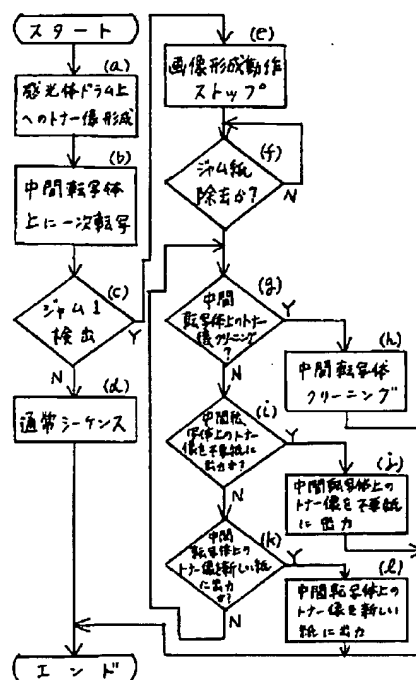 スタート
(a)
感光体ドラム上
へのトナー像形成
(b)
中間転写体
上に一次転写
(c)
ジャム1
検出
Y
N
(d)
通常シーケンス
エンド
(e)
画像形成動作
ストップ
(f)
ジャム紙
除去か?
N
(g)
中間
転写体上のトナー
像クリーニング
?
Y
N
(h)
中間転写体
クリーニング
(i)
中間転
写体上のトナー
像を不要紙に
出力か?
Y
N
(j)
中間転写体上の
トナー像を不要紙
に出力
(k)
中間
転写体上の
トナー像を新しい紙
に出力
か?
Y
N
(l)
中間転写体上の
トナー像を新しい
紙に出力